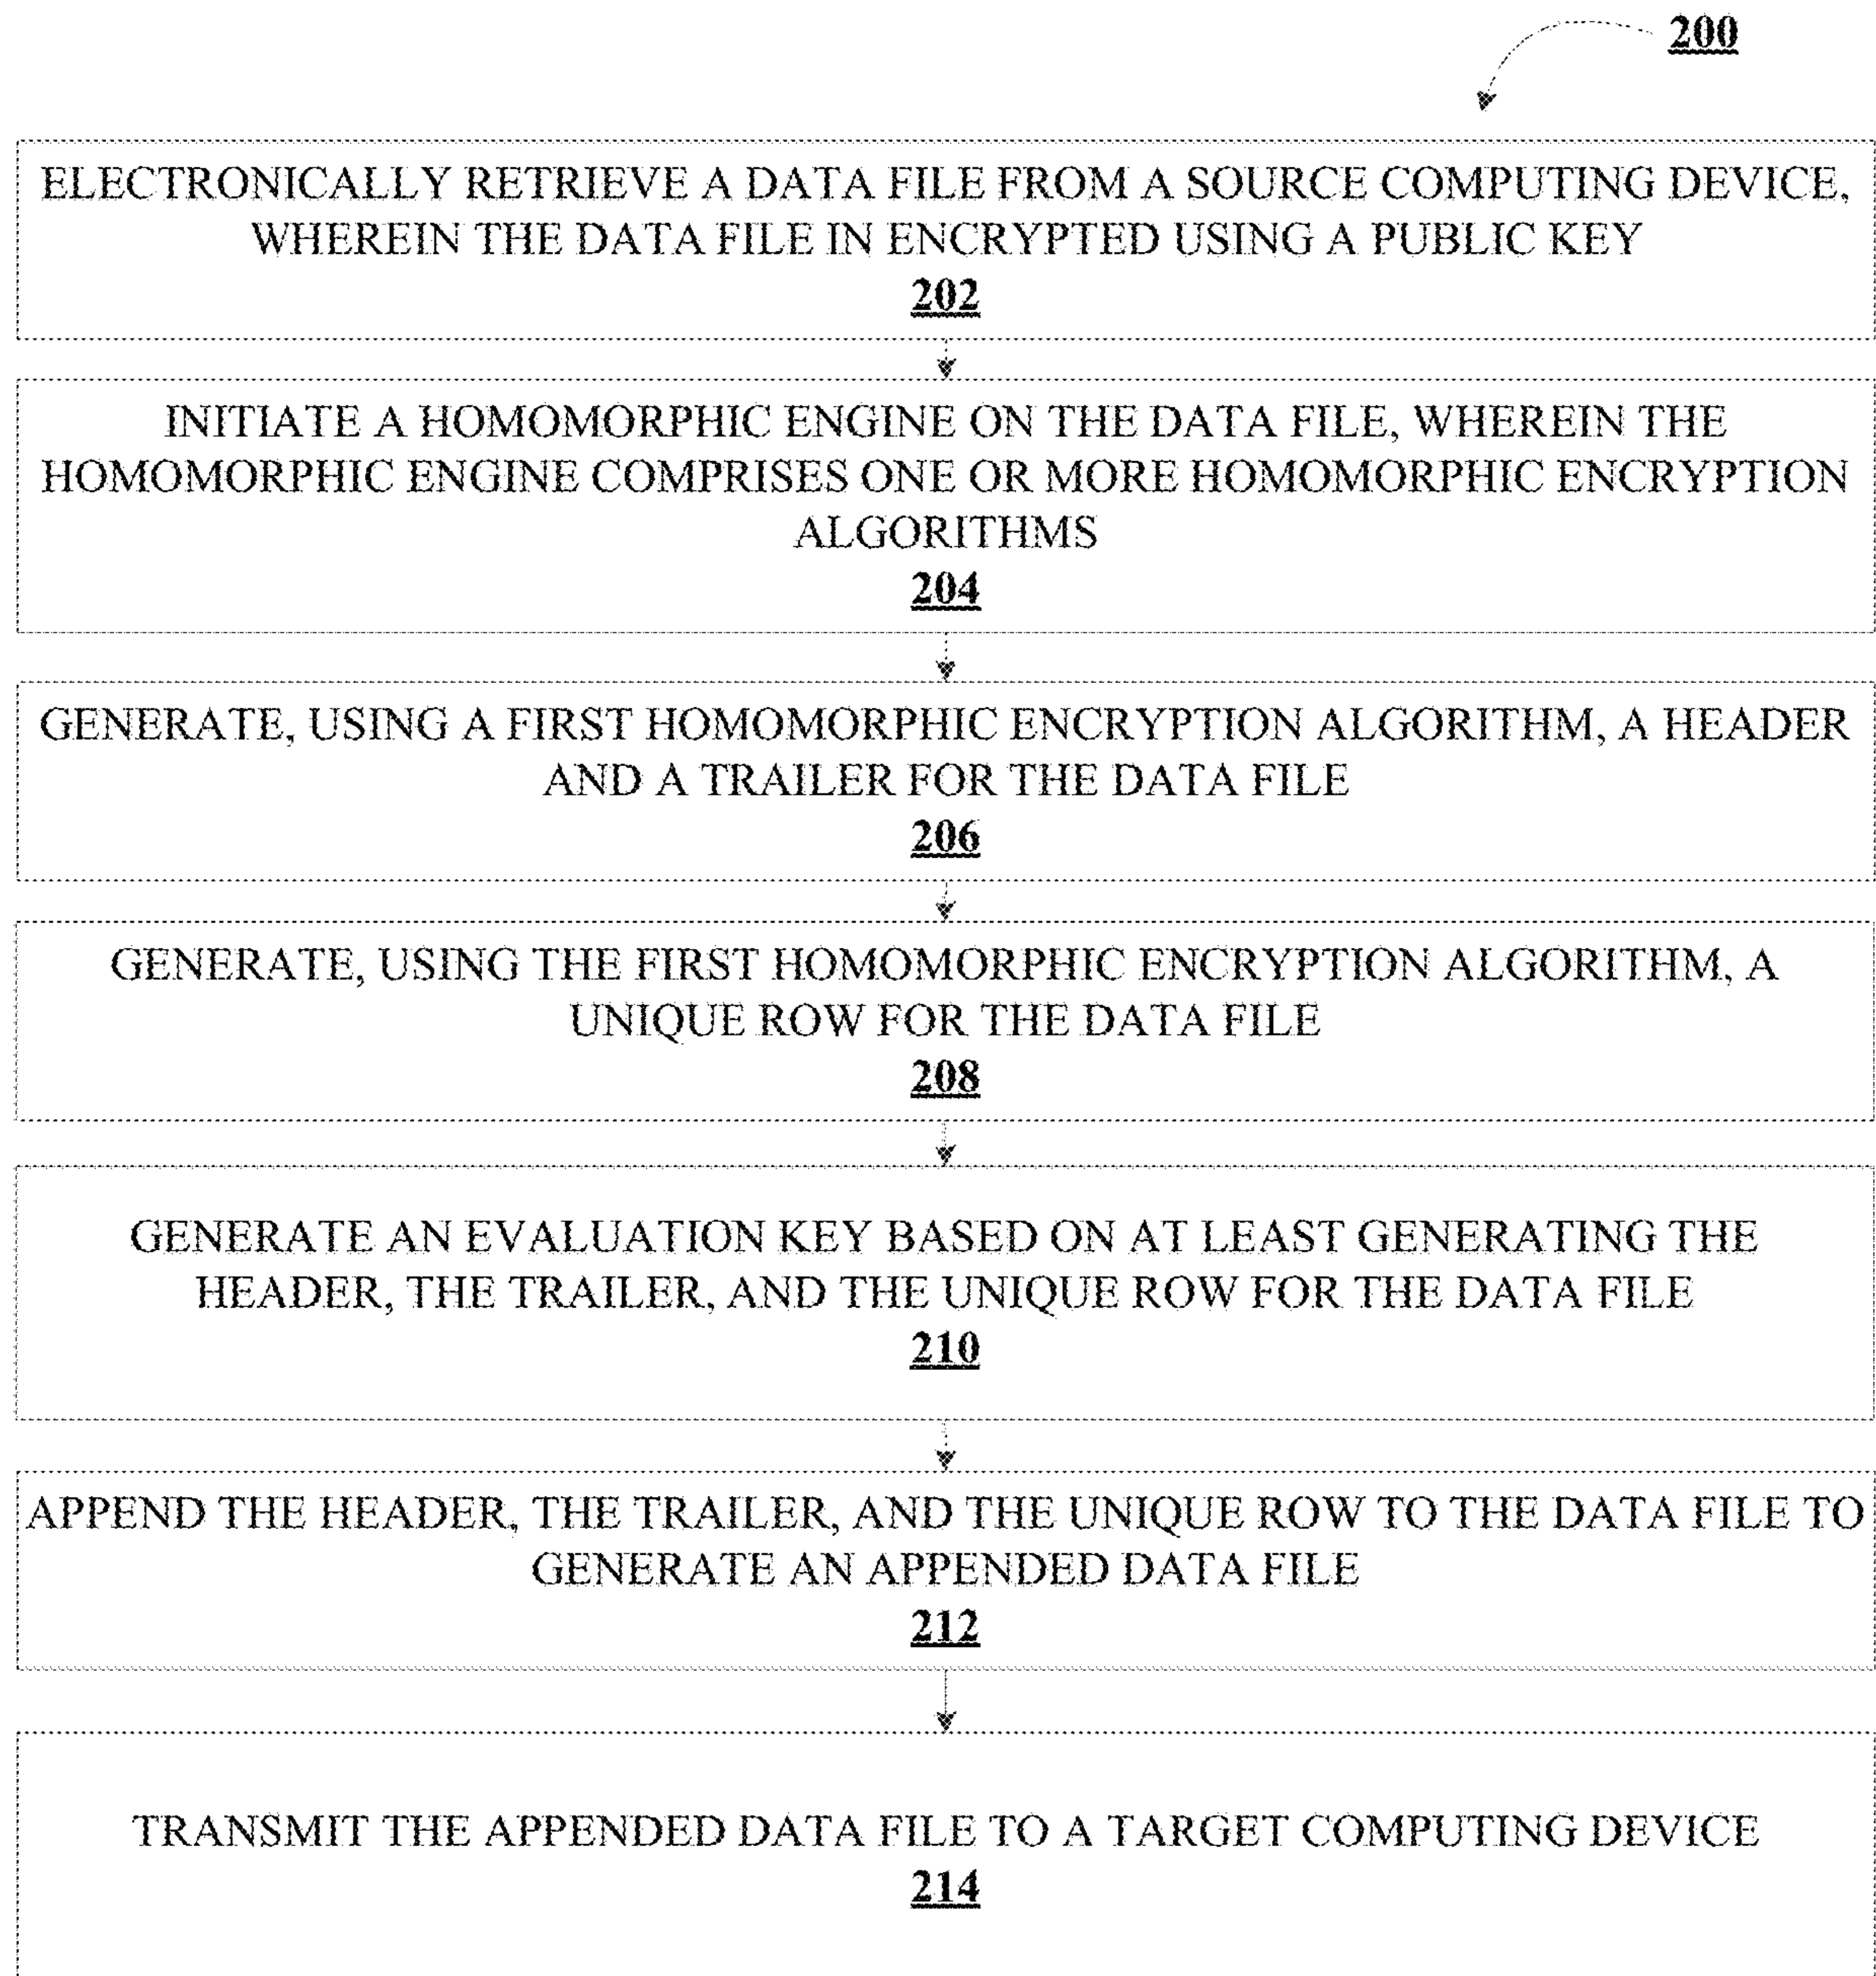 200
ELECTRONICALLY RETRIEVE A DATA FILE FROM A SOURCE COMPUTING DEVICE,
WHEREIN THE DATA FILE IN ENCRYPTED USING A PUBLIC KEY
202
INITIATE A HOMOMORPHIC ENGINE ON THE DATA FILE, WHEREIN THE
HOMOMORPHIC ENGINE COMPRISES ONE OR MORE HOMOMORPHIC ENCRYPTION
ALGORITHMS
204
GENERATE, USING A FIRST HOMOMORPHIC ENCRYPTION ALGORITHM, A HEADER
AND A TRAILER FOR THE DATA FILE
206
GENERATE, USING THE FIRST HOMOMORPHIC ENCRYPTION ALGORITHM, A
UNIQUE ROW FOR THE DATA FILE
208
GENERATE AN EVALUATION KEY BASED ON AT LEAST GENERATING THE
HEADER, THE TRAILER, AND THE UNIQUE ROW FOR THE DATA FILE
210
APPEND THE HEADER, THE TRAILER, AND THE UNIQUE ROW TO THE DATA FILE TO
GENERATE AN APPENDED DATA FILE
212
TRANSMIT THE APPENDED DATA FILE TO A TARGET COMPUTING DEVICE
214